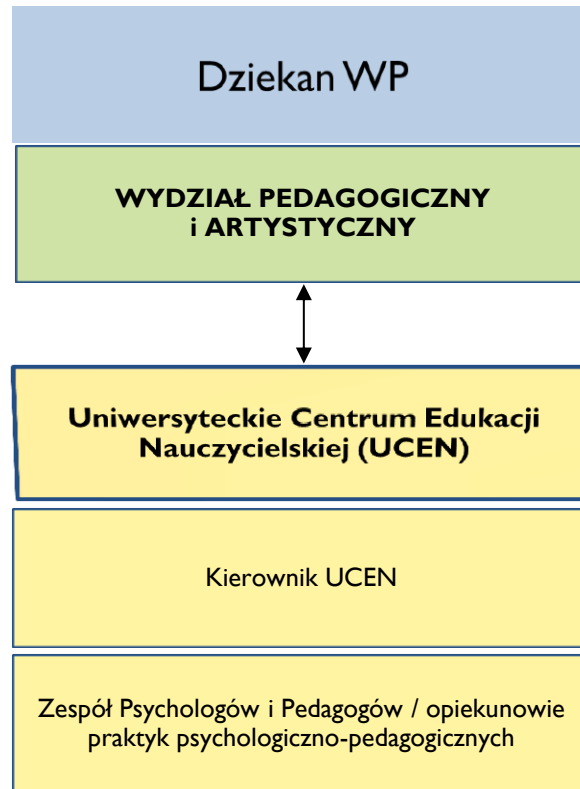 Dziekan WP
WYDZIAŁ PEDAGOGICZNY
i ARTYSTYCZNY
Uniwersyteckie Centrum Edukacji
Nauczycielskiej (UCEN)
Kierownik UCEN
Zespół Psychologów i Pedagogów / opiekunowie
praktyk psychologiczno-pedagogicznych